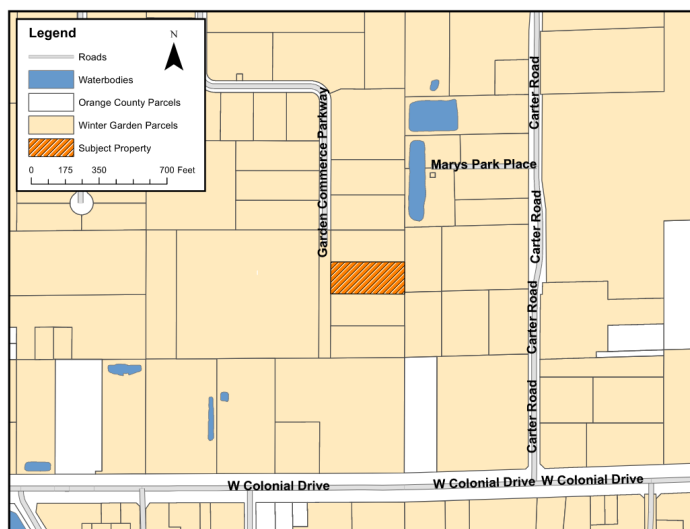 Legend
N
Roads
Waterbodies
Orange County Parcels
Winter Garden Parcels
Subject Property
0 175 350 700 Feet
Garden Commerce Parkway
Carter Road
Marys Park Place
Carter Road
Carter Road
Carter Road
W Colonial Drive
W Colonial Drive
W Colonial Drive